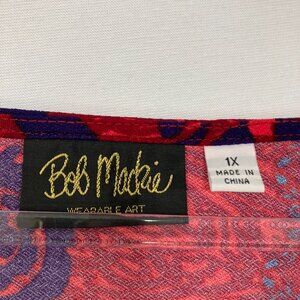 Bob Mackie
WEARABLE ART
1X
MADE IN
CHINA